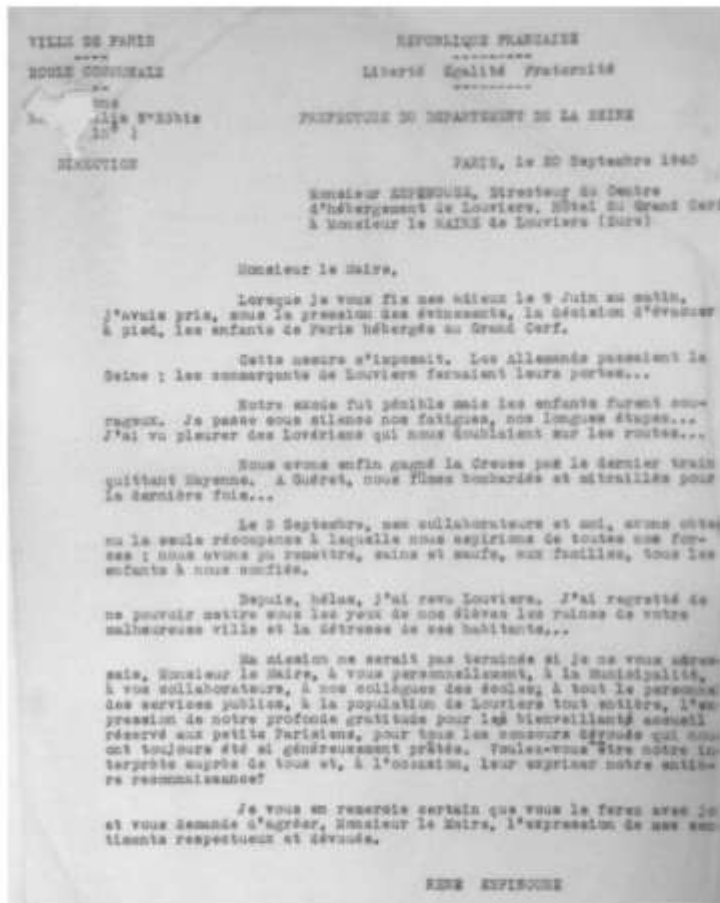 VILLE DE PARIS
----
ECOLE COMMUNALE
--
N°23bis
10e )
DIRECTION
REPUBLIQUE FRANCAISE
---------
Liberté Egalité Fraternité
---------
PREFECTURE DU DEPARTEMENT DE LA SEINE
PARIS, le 20 Septembre 1940
Monsieur Directeur du Centre
d'hébergement de Louviers, Hôtel du Grand Cerf
à Monsieur le MAIRE de Louviers (Eure)
Monsieur le Maire,
Lorsque je vous fis mes adieux le 9 Juin au matin,
j'avais pris, sous la pression des évènements, la décision d'évacuer
à pied, les enfants de Paris hébergés au Grand Cerf.
Cette mesure s'imposait. Les Allemands passaient la
Seine ; les commerçants de Louviers fermaient leurs portes...
Notre exode fut pénible mais les enfants furent cou-
rageux. Je passe sous silence nos fatigues, nos longues étapes...
J'ai vu pleurer des Lovériens qui nous doublaient sur les routes...
Nous avons enfin gagné la Creuse par le dernier train
quittant Mayenne. A Guéret, nous fûmes bombardés et mitraillés pour
la dernière fois...
Le Septembre, mes collaborateurs et moi, avons obte
nu la seule récompense à laquelle nous aspirions de toutes nos for-
ces ; nous avons pu remettre, sains et saufs, aux familles, tous les
enfants à nous confiés.
Depuis, hélas, j'ai revu Louviers. J'ai regretté de
ne pouvoir mettre sous les yeux de nos élèves les ruines de votre
malheureuse ville et la détresse de ses habitants...
Ma mission ne serait pas terminée si je ne vous adres
sais, Monsieur le Maire, à vous personnellement, à la Municipalité,
à vos collaborateurs, à nos collègues des écoles, à tout le personne
des services publics, à la population de Louviers tout entière, l'ex
pression de notre profonde gratitude pour le bienveillant accueil
réservé aux petits Parisiens, pour tous les concours dévoués qui nous
ont toujours été si généreusement prêtés. Voulez-vous être notre in-
terprète auprès de tous et, à l'occasion, leur exprimer notre entiè-
re reconnaissance?
Je vous en remercie certain que vous le ferez avec jo
et vous demande d'agréer, Monsieur le Maire, l'expression de mes sen
timents respectueux et dévoués.
RENE